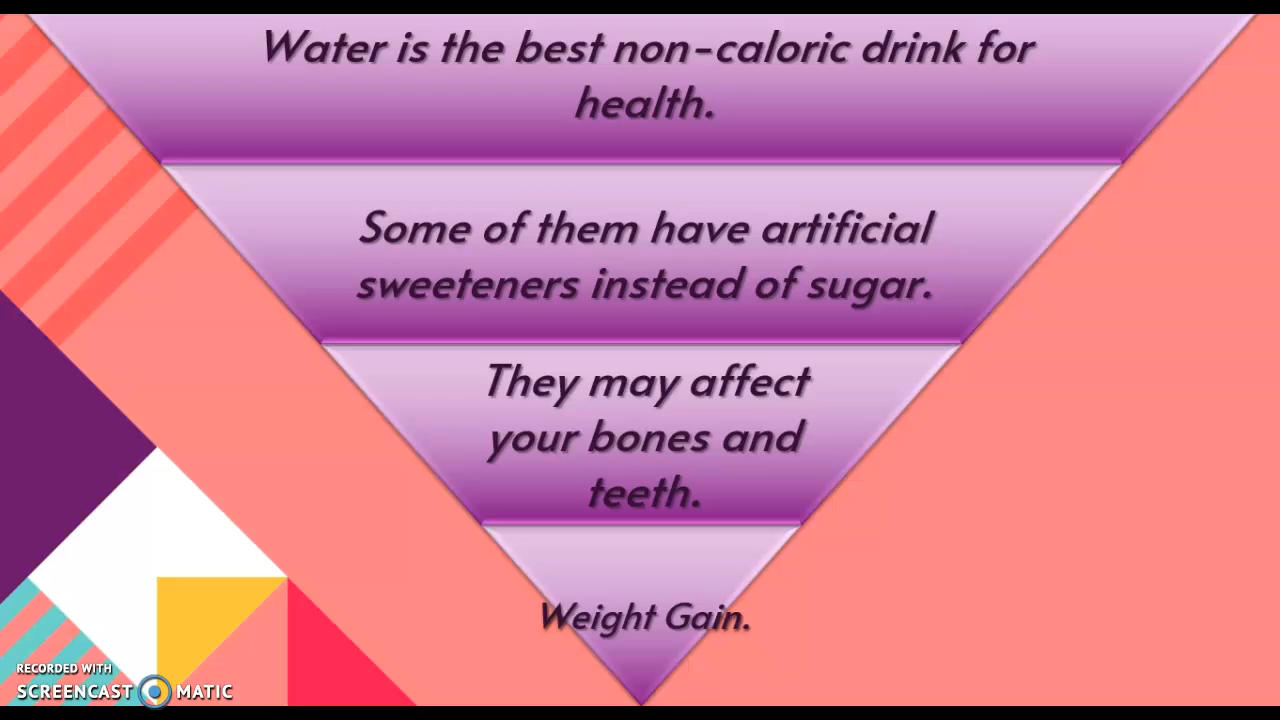 Water is the best non-caloric drink for
health.
Some of them have artificial
sweeteners instead of sugar.
They may affect
your bones and
teeth.
Weight Gain.
RECORDED WITH
SCREENCAST MATIC